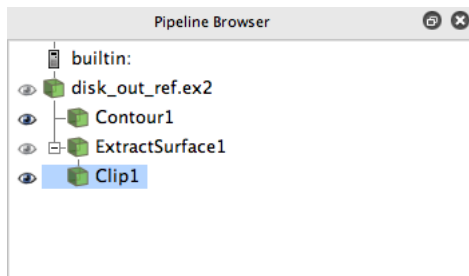 Pipeline Browser
builtin:
disk_out_ref.ex2
Contour1
ExtractSurface1
Clip1